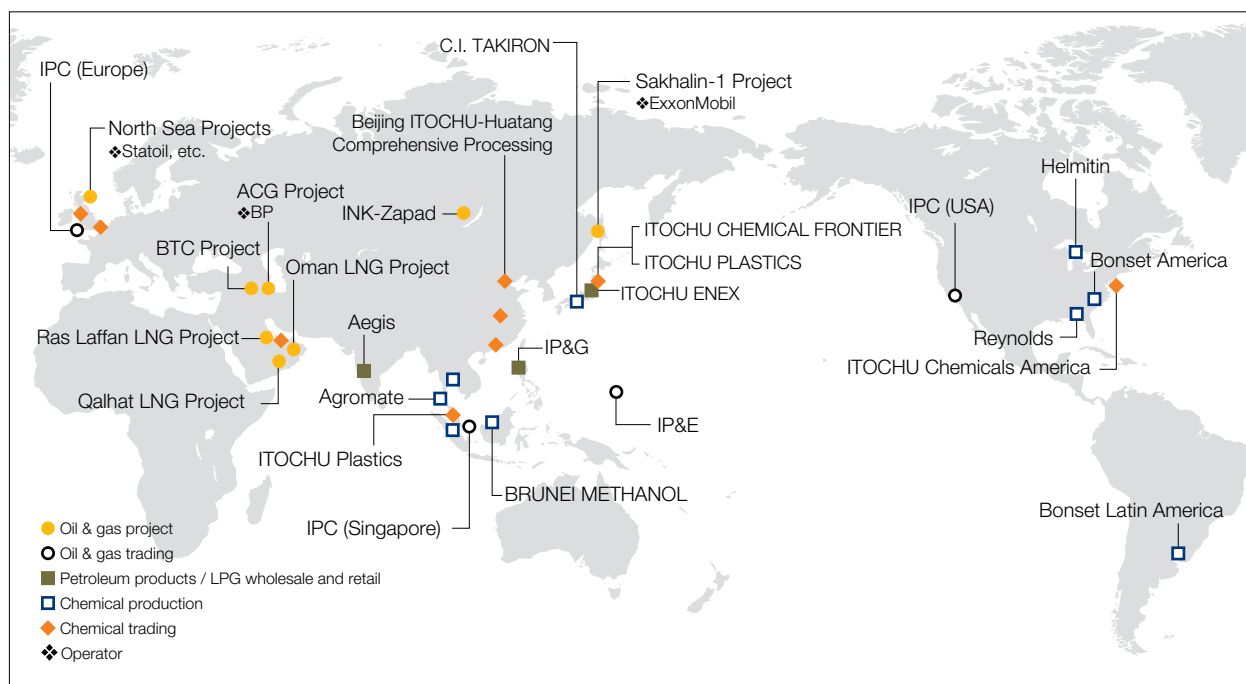 C.I. TAKIRON
IPC (Europe)
Sakhalin-1 Project
❖ExxonMobil
North Sea Projects
❖Statoil, etc.
Beijing ITOCHU-Huatang
Comprehensive Processing
Helmitin
ACG Project
❖BP
INK-Zapad
IPC (USA)
ITOCHU CHEMICAL FRONTIER
BTC Project
Oman LNG Project
ITOCHU PLASTICS
Bonset America
ITOCHU ENEX
Ras Laffan LNG Project
Aegis
IP&G
Reynolds
ITOCHU Chemicals America
Qalhat LNG Project
Agromate
IP&E
ITOCHU Plastics
BRUNEI METHANOL
IPC (Singapore)
Bonset Latin America
Oil & gas project
Oil & gas trading
Petroleum products / LPG wholesale and retail
Chemical production
Chemical trading
❖ Operator